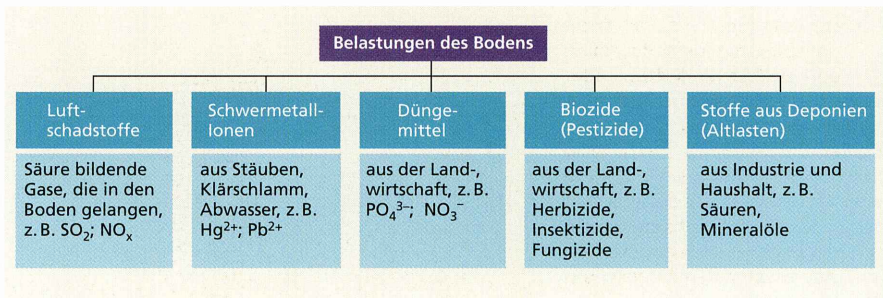 Belastungen des Bodens
Luft-
schadstoffe
Säure bildende
Gase, die in den
Boden gelangen,
z. B. SO₂; NOₓ
Schwermetall-
Ionen
aus Stäuben,
Klärschlamm,
Abwasser, z. B.
Hg²⁺; Pb²⁺
Dünge-
mittel
aus der Land-,
wirtschaft, z. B.
PO₄³⁻; NO₃⁻
Biozide
(Pestizide)
aus der Land-,
wirtschaft, z. B.
Herbizide,
Insektizide,
Fungizide
Stoffe aus Deponien
(Altlasten)
aus Industrie und
Haushalt, z. B.
Säuren,
Mineralöle